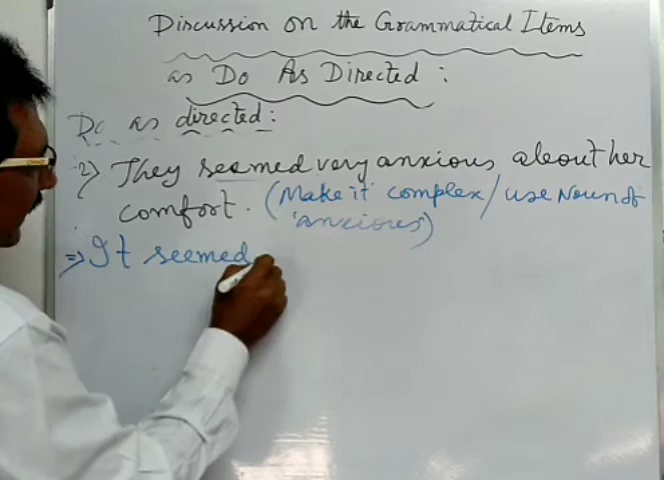 Discussion on the Grammatical Items
as Do As Directed :
Do as directed:
2) They seemed very anxious about her
comfort. (Make it complex/use Noun of
'anxious)
⇒ It seemed